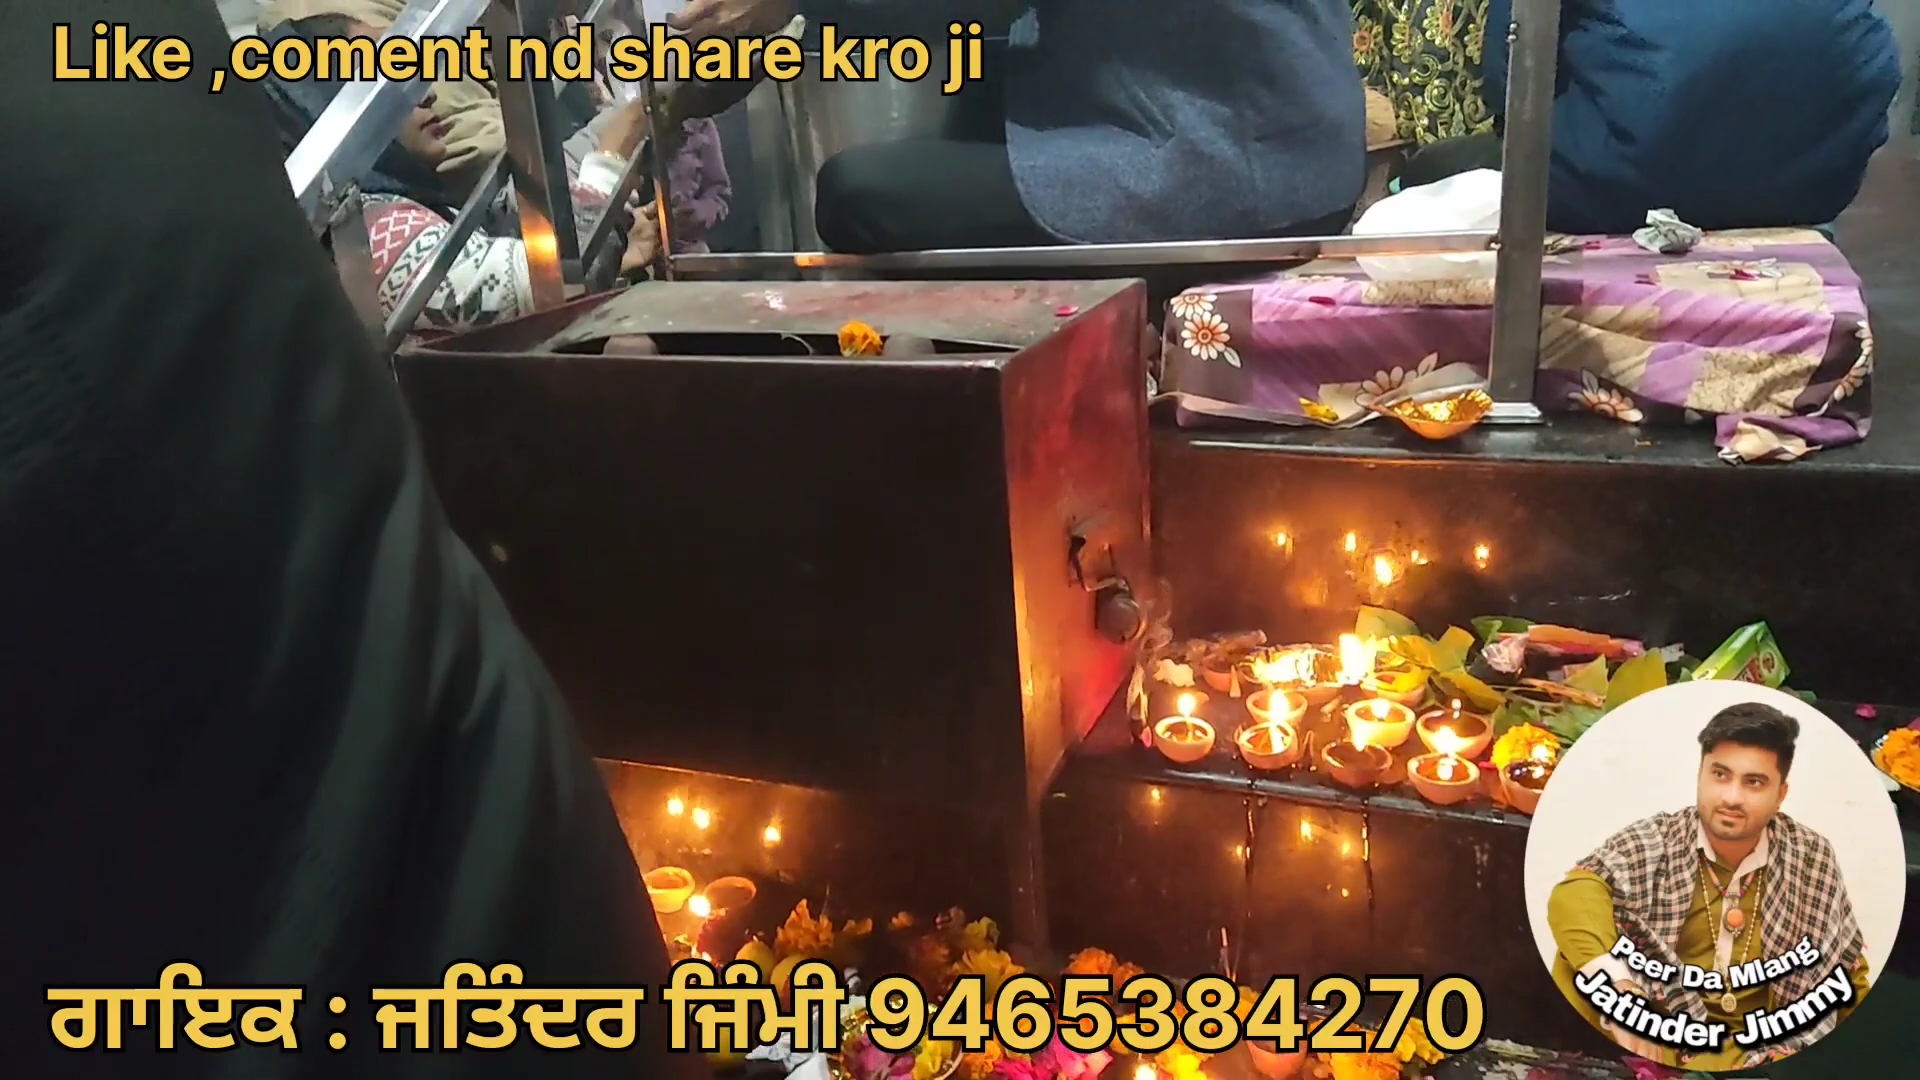 Like ,coment nd share kro ji
ਗਾਇਕ : ਜਤਿੰਦਰ ਜਿੰਮੀ 9465384270
Peer Da Mlang
Jatinder Jimmy